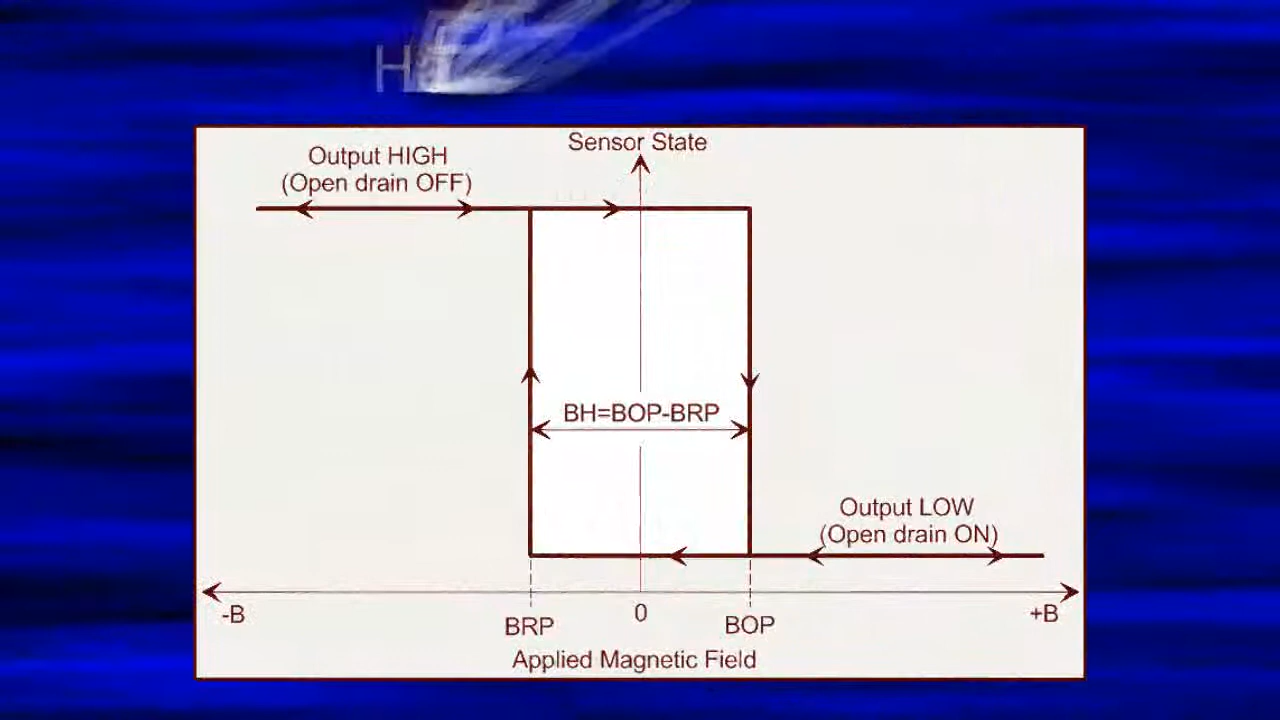 Sensor State
Output HIGH
(Open drain OFF)
BH=BOP-BRP
Output LOW
(Open drain ON)
-B
0
+B
BRP
BOP
Applied Magnetic Field